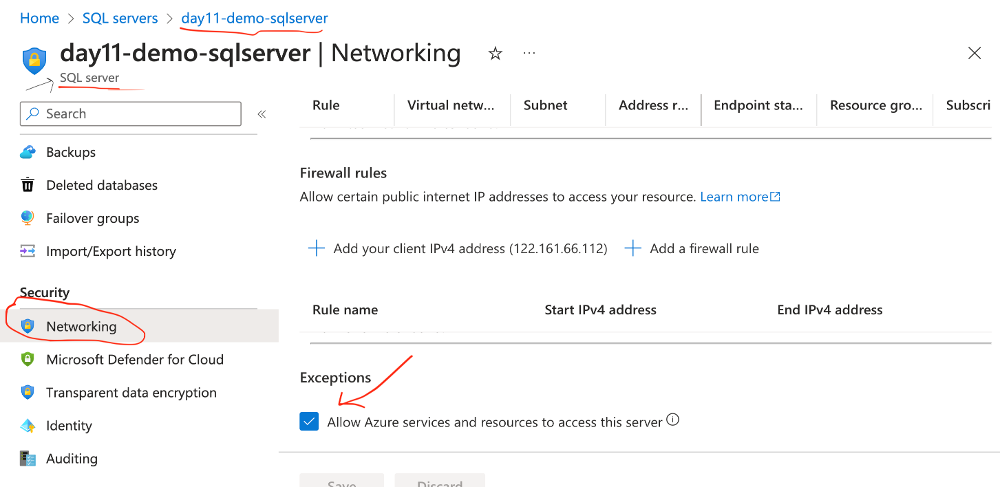 Home > SQL servers > day11-demo-sqlserver
day11-demo-sqlserver | Networking
SQL server
Search
Backups
Deleted databases
Failover groups
Import/Export history
Security
Networking
Microsoft Defender for Cloud
Transparent data encryption
Identity
Auditing
Rule Virtual netw... Subnet Address r... Endpoint sta... Resource gro... Subscri
Firewall rules
Allow certain public internet IP addresses to access your resource. Learn more
Add your client IPv4 address (122.161.66.112) Add a firewall rule
Rule name Start IPv4 address End IPv4 address
Exceptions
Allow Azure services and resources to access this server
Save Discard